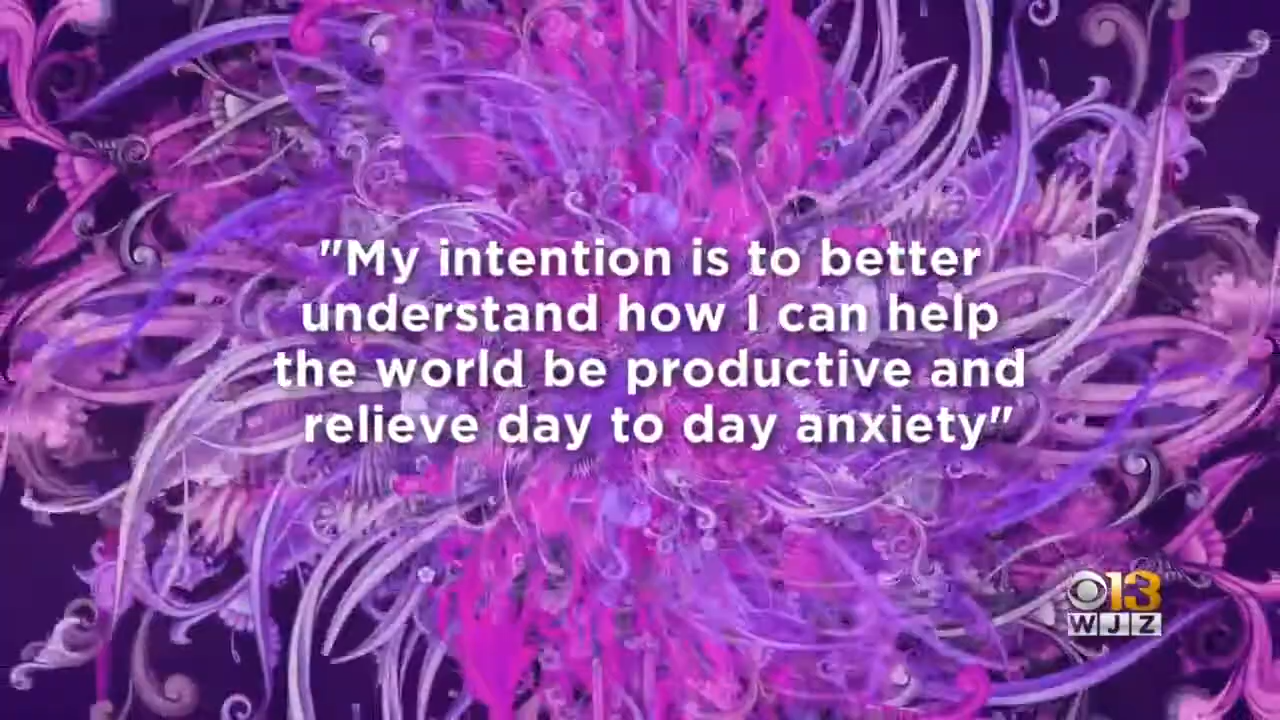 "My intention is to better
understand how I can help
the world be productive and
relieve day to day anxiety"
13
WJZ